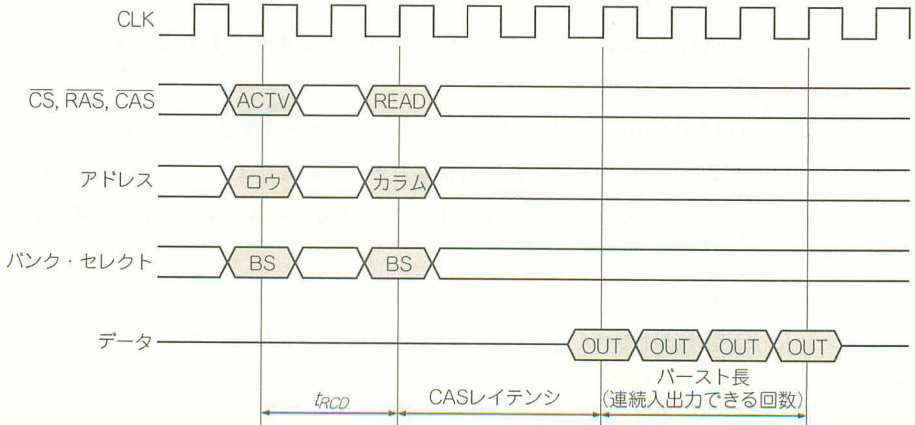 CLK
CS, RAS, CAS
ACTV
READ
アドレス
ロウ
カラム
バンク・セレクト
BS
BS
データ
OUT
OUT
OUT
OUT
tRCD
CASレイテンシ
バースト長
(連続入出力できる回数)